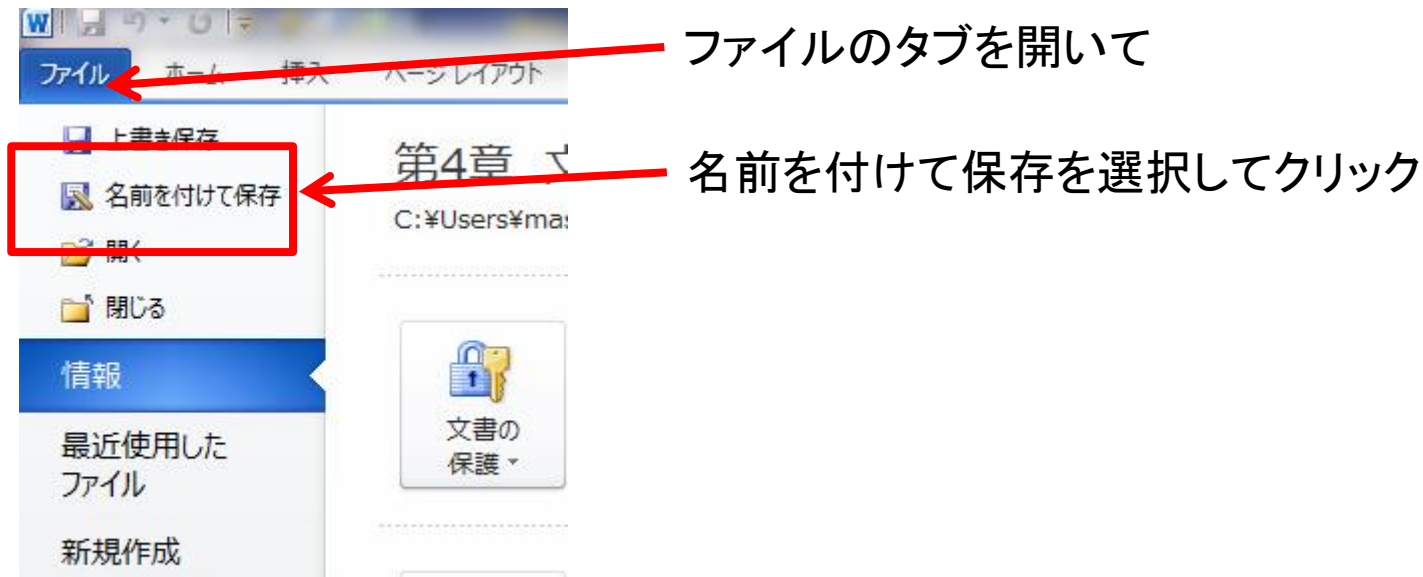 W
ファイル ホーム 挿入 ページ レイアウト
ファイルのタブを開いて
上書き保存
名前を付けて保存
開く
閉じる
情報
最近使用した
ファイル
新規作成
第4章
C:¥Users¥mas
文書の
保護
名前を付けて保存を選択してクリック